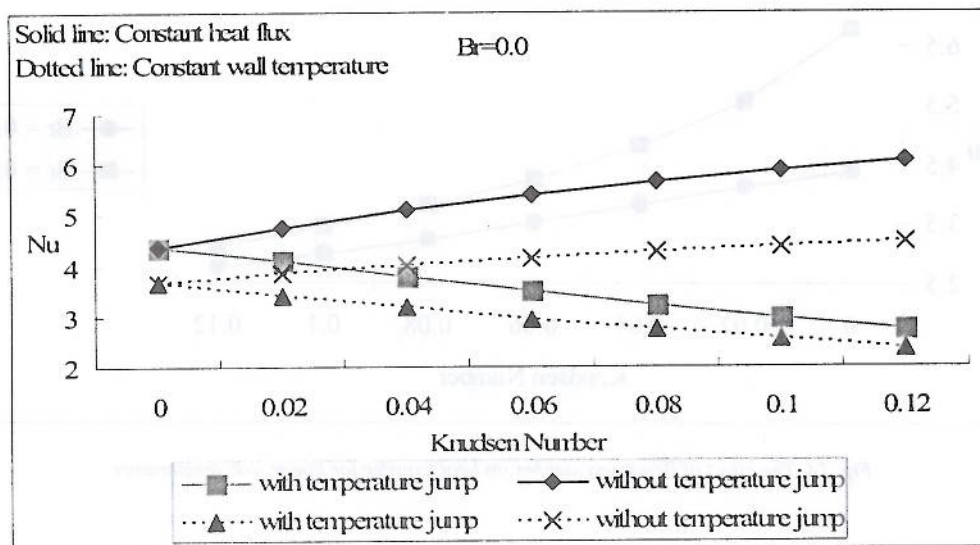 Solid line: Constant heat flux
Br=0.0
Dotted line: Constant wall temperature
7
6
5
Nu
4
3
2
0 0.02 0.04 0.06 0.08 0.1 0.12
Knudsen Number
with temperature jump without temperature jump
with temperature jump without temperature jump